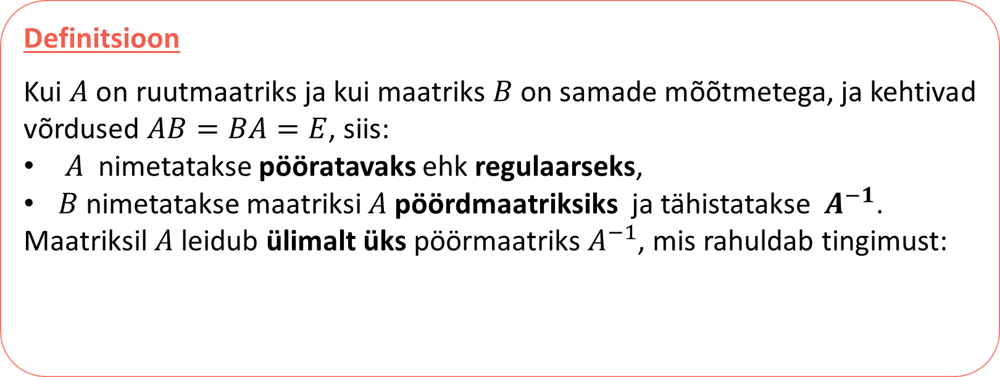 Definitsioon
Kui A on ruutmaatriks ja kui maatriks B on samade mõõtmetega, ja kehtivad
võrdused AB = BA = E, siis:
• A nimetatakse pööratavaks ehk regulaarseks,
• B nimetatakse maatriksi A pöördmaatriksiks ja tähistatakse A⁻¹.
Maatriksil A leidub ülimalt üks pöörmaatriks A⁻¹, mis rahuldab tingimust: